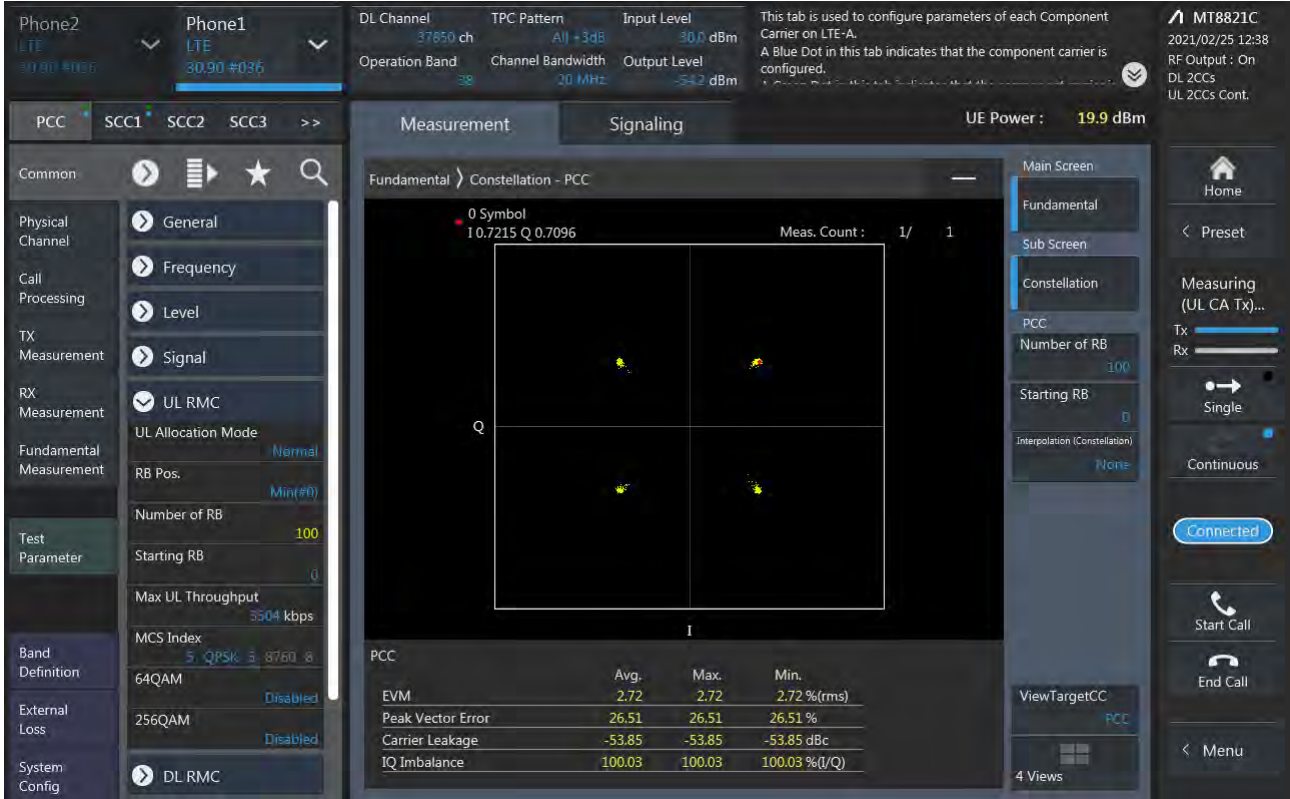 Phone2
LTE
30.90 #036
Phone1
LTE
30.90 #036
DL Channel
37850 ch
TPC Pattern
All +3dB
Input Level
30.0 dBm
Operation Band
38
Channel Bandwidth
20 MHz
Output Level
-54.2 dBm
This tab is used to configure parameters of each Component
Carrier on LTE-A.
A Blue Dot in this tab indicates that the component carrier is
configured.
MT8821C
2021/02/25 12:38
RF Output : On
DL 2CCs
UL 2CCs Cont.
PCC SCC1 SCC2 SCC3 >>
Measurement
Signaling
UE Power : 19.9 dBm
Common
Physical
Channel
Call
Processing
TX
Measurement
RX
Measurement
Fundamental
Measurement
Test
Parameter
Band
Definition
External
Loss
System
Config
General
Frequency
Level
Signal
UL RMC
UL Allocation Mode
Normal
RB Pos.
Min(#0)
Number of RB
100
Starting RB
0
Max UL Throughput
3504 kbps
MCS Index
5 QPSK 5 8760 8
64QAM
Disabled
256QAM
Disabled
DL RMC
Fundamental ⟩ Constellation - PCC
0 Symbol
I 0.7215 Q 0.7096
Meas. Count : 1/ 1
Q
I
PCC
Avg. Max. Min.
EVM 2.72 2.72 2.72 %(rms)
Peak Vector Error 26.51 26.51 26.51 %
Carrier Leakage -53.85 -53.85 -53.85 dBc
IQ Imbalance 100.03 100.03 100.03 %(I/Q)
Main Screen
Fundamental
Sub Screen
Constellation
PCC
Number of RB
100
Starting RB
0
Interpolation (Constellation)
None
ViewTargetCC
PCC
4 Views
Home
< Preset
Measuring
(UL CA Tx)...
Tx
Rx
Single
Continuous
Connected
Start Call
End Call
< Menu